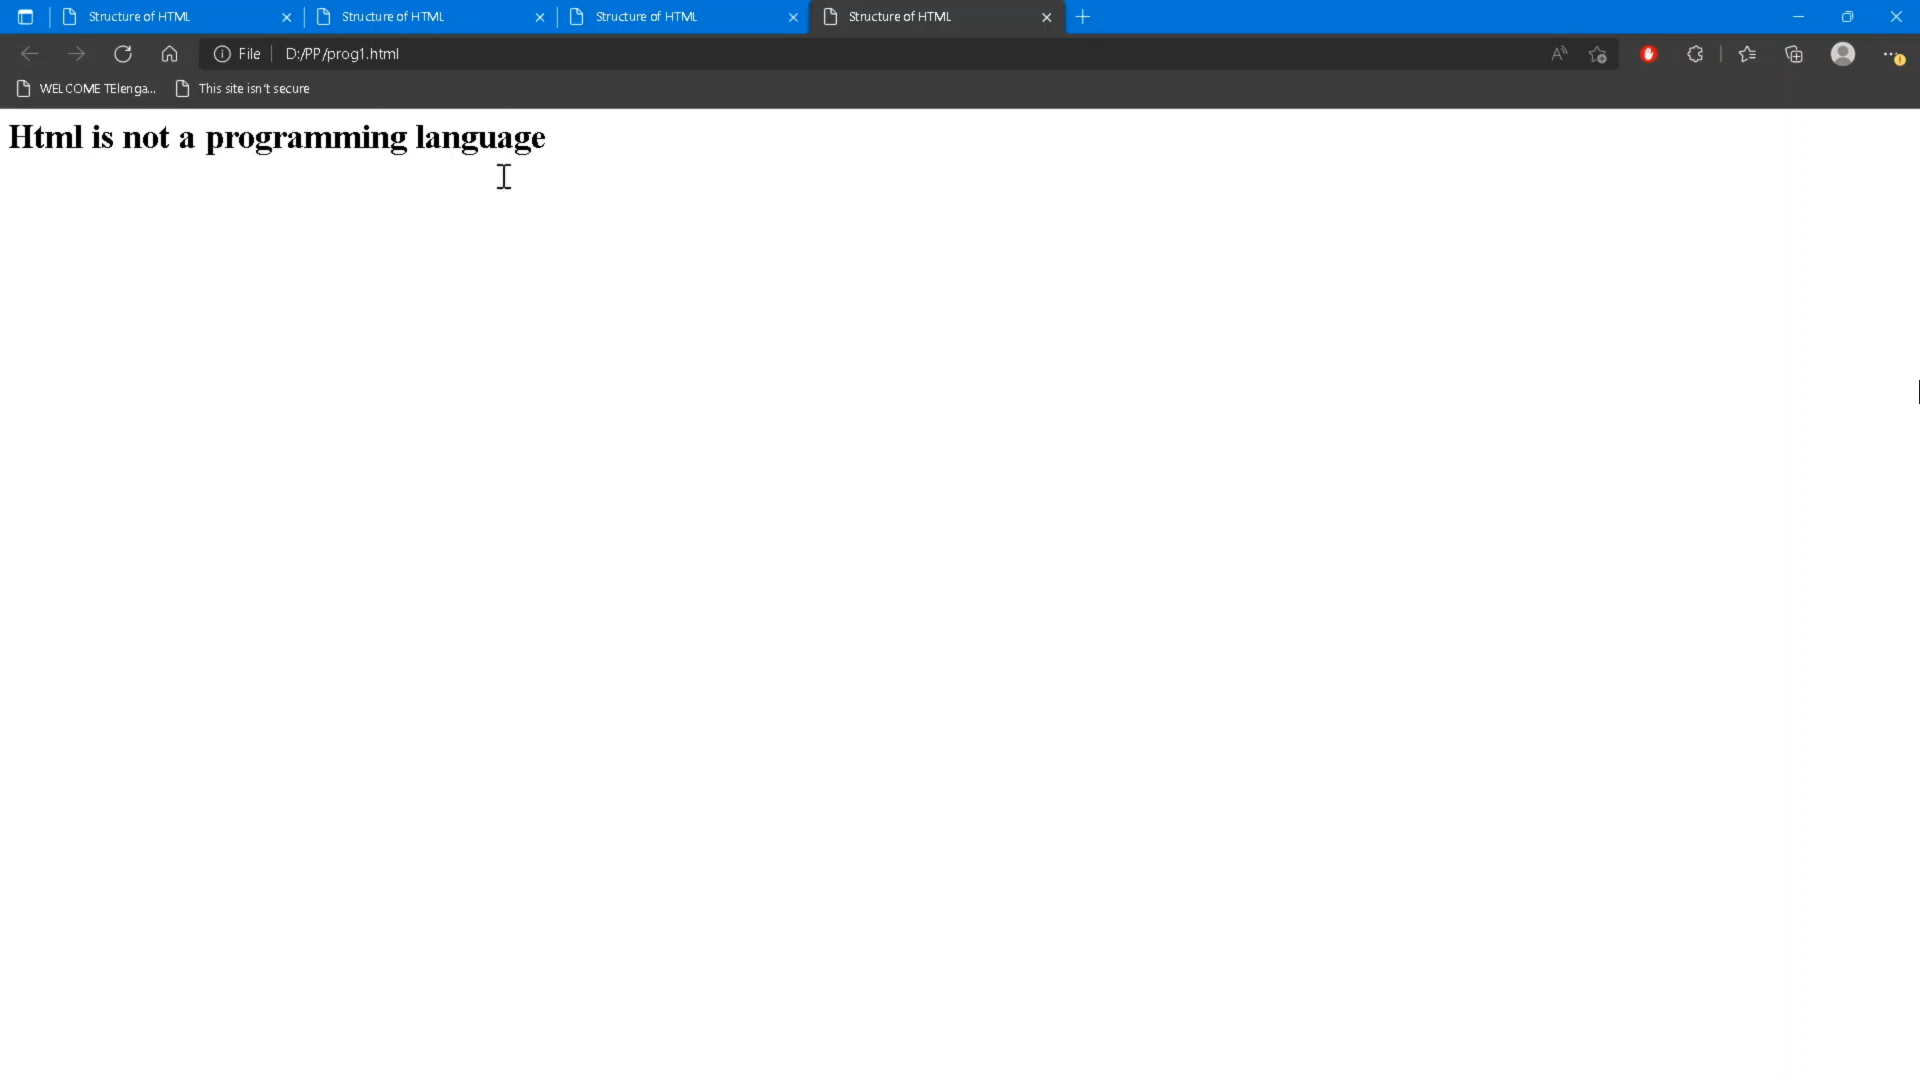 Structure of HTML
Structure of HTML
Structure of HTML
Structure of HTML
File D:/PP/prog1.html
WELCOME TElenga... This site isn't secure
Html is not a programming language